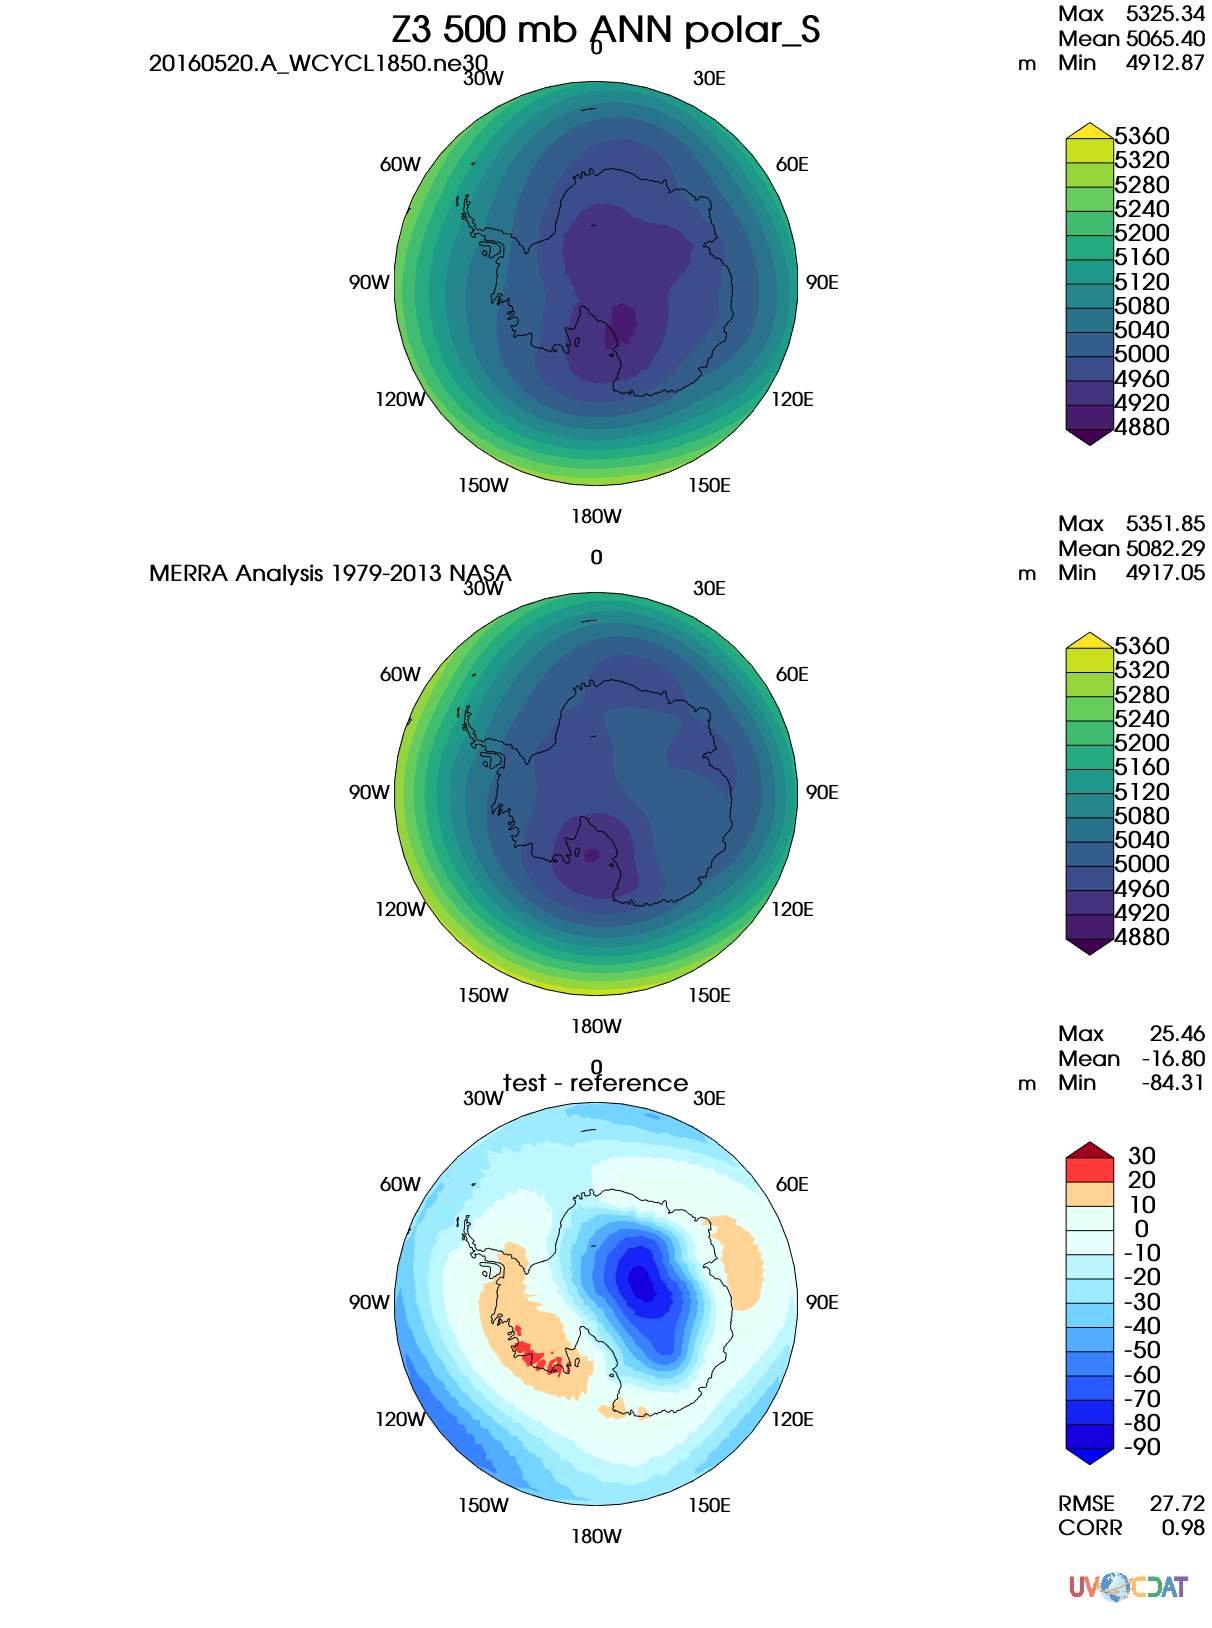 Z3 500 mb ANN polar_S
20160520.A_WCYCL1850.ne30
Max 5325.34
Mean 5065.40
m Min 4912.87
0
30W 30E
60W 60E
90W 90E
120W 120E
150W 150E
180W
5360
5320
5280
5240
5200
5160
5120
5080
5040
5000
4960
4920
4880
MERRA Analysis 1979-2013 NASA
Max 5351.85
Mean 5082.29
m Min 4917.05
0
30W 30E
60W 60E
90W 90E
120W 120E
150W 150E
180W
5360
5320
5280
5240
5200
5160
5120
5080
5040
5000
4960
4920
4880
test - reference
Max 25.46
Mean -16.80
m Min -84.31
0
30W 30E
60W 60E
90W 90E
120W 120E
150W 150E
180W
30
20
10
0
-10
-20
-30
-40
-50
-60
-70
-80
-90
RMSE 27.72
CORR 0.98
UV CDAT